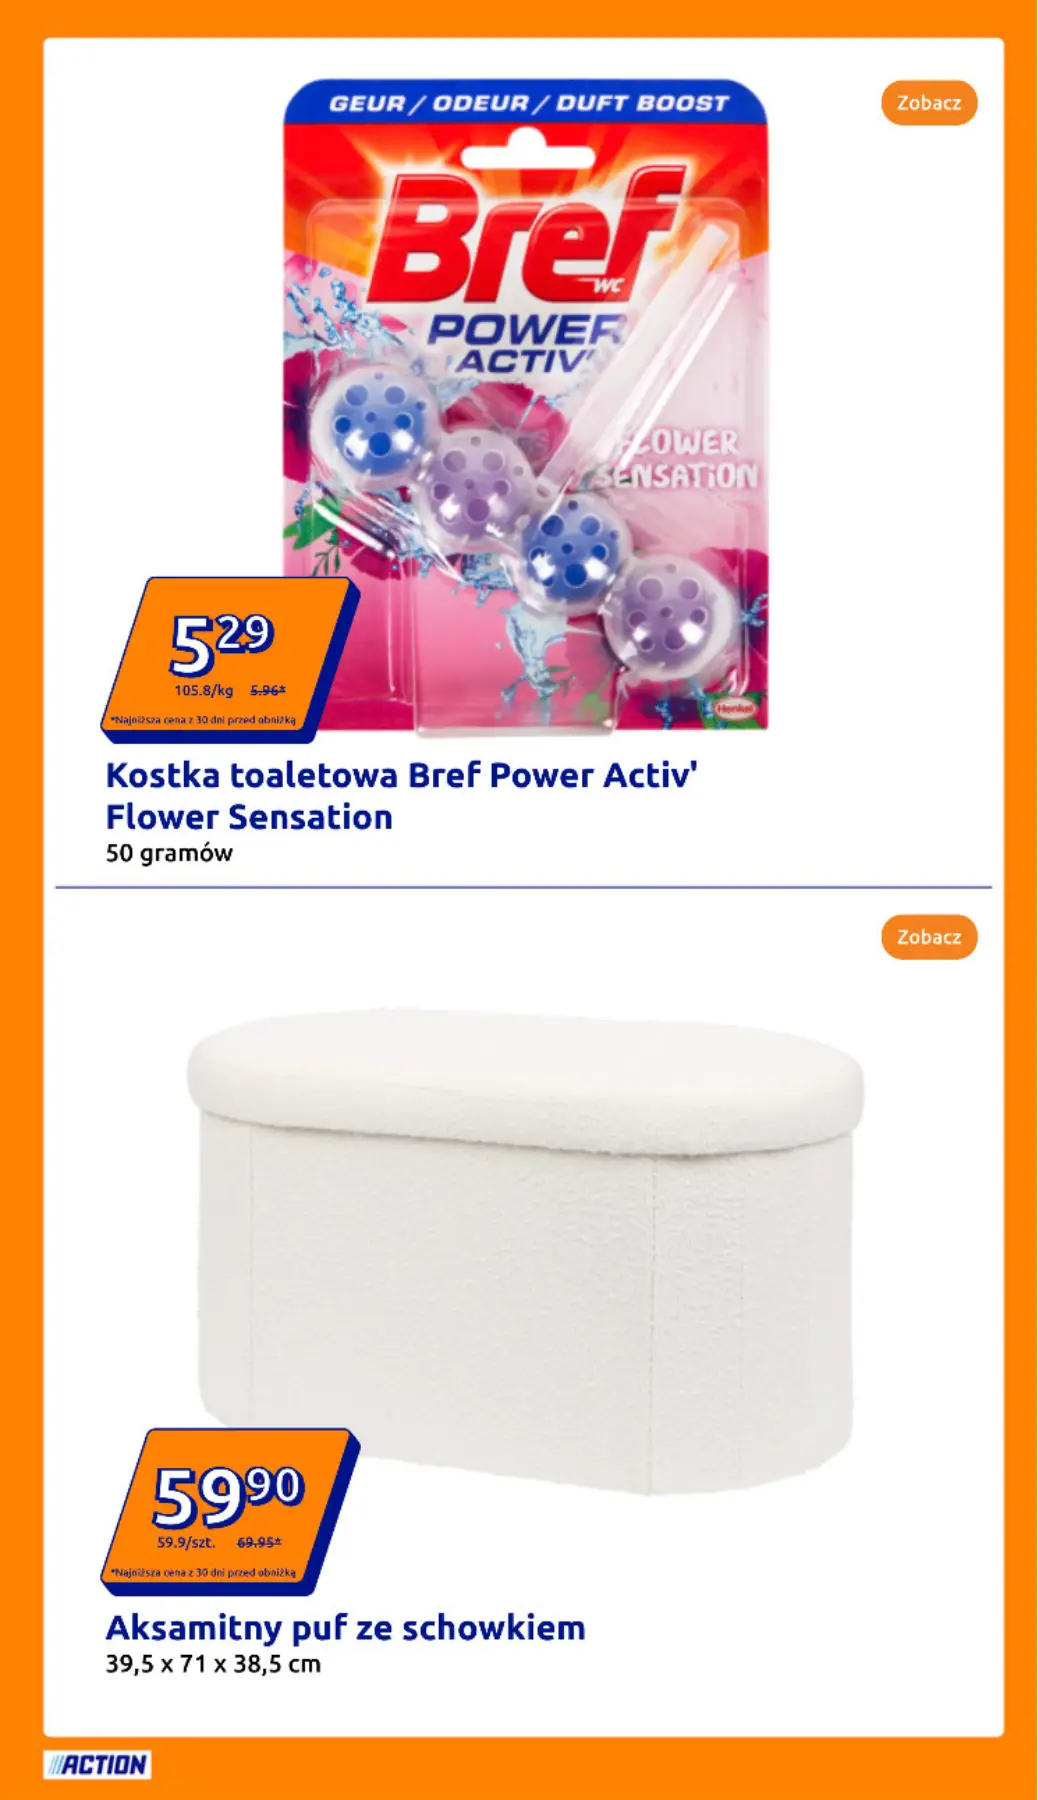 Zobacz
GEUR / ODEUR / DUFT BOOST
Bref
WC
POWER
ACTIV'
FLOWER
SENSATION
Henkel
5 29
105.8/kg 5.96*
*Najniższa cena z 30 dni przed obniżką
Kostka toaletowa Bref Power Activ'
Flower Sensation
50 gramów
Zobacz
59 90
59.9/szt. 69.95*
*Najniższa cena z 30 dni przed obniżką
Aksamitny puf ze schowkiem
39,5 x 71 x 38,5 cm
ACTION